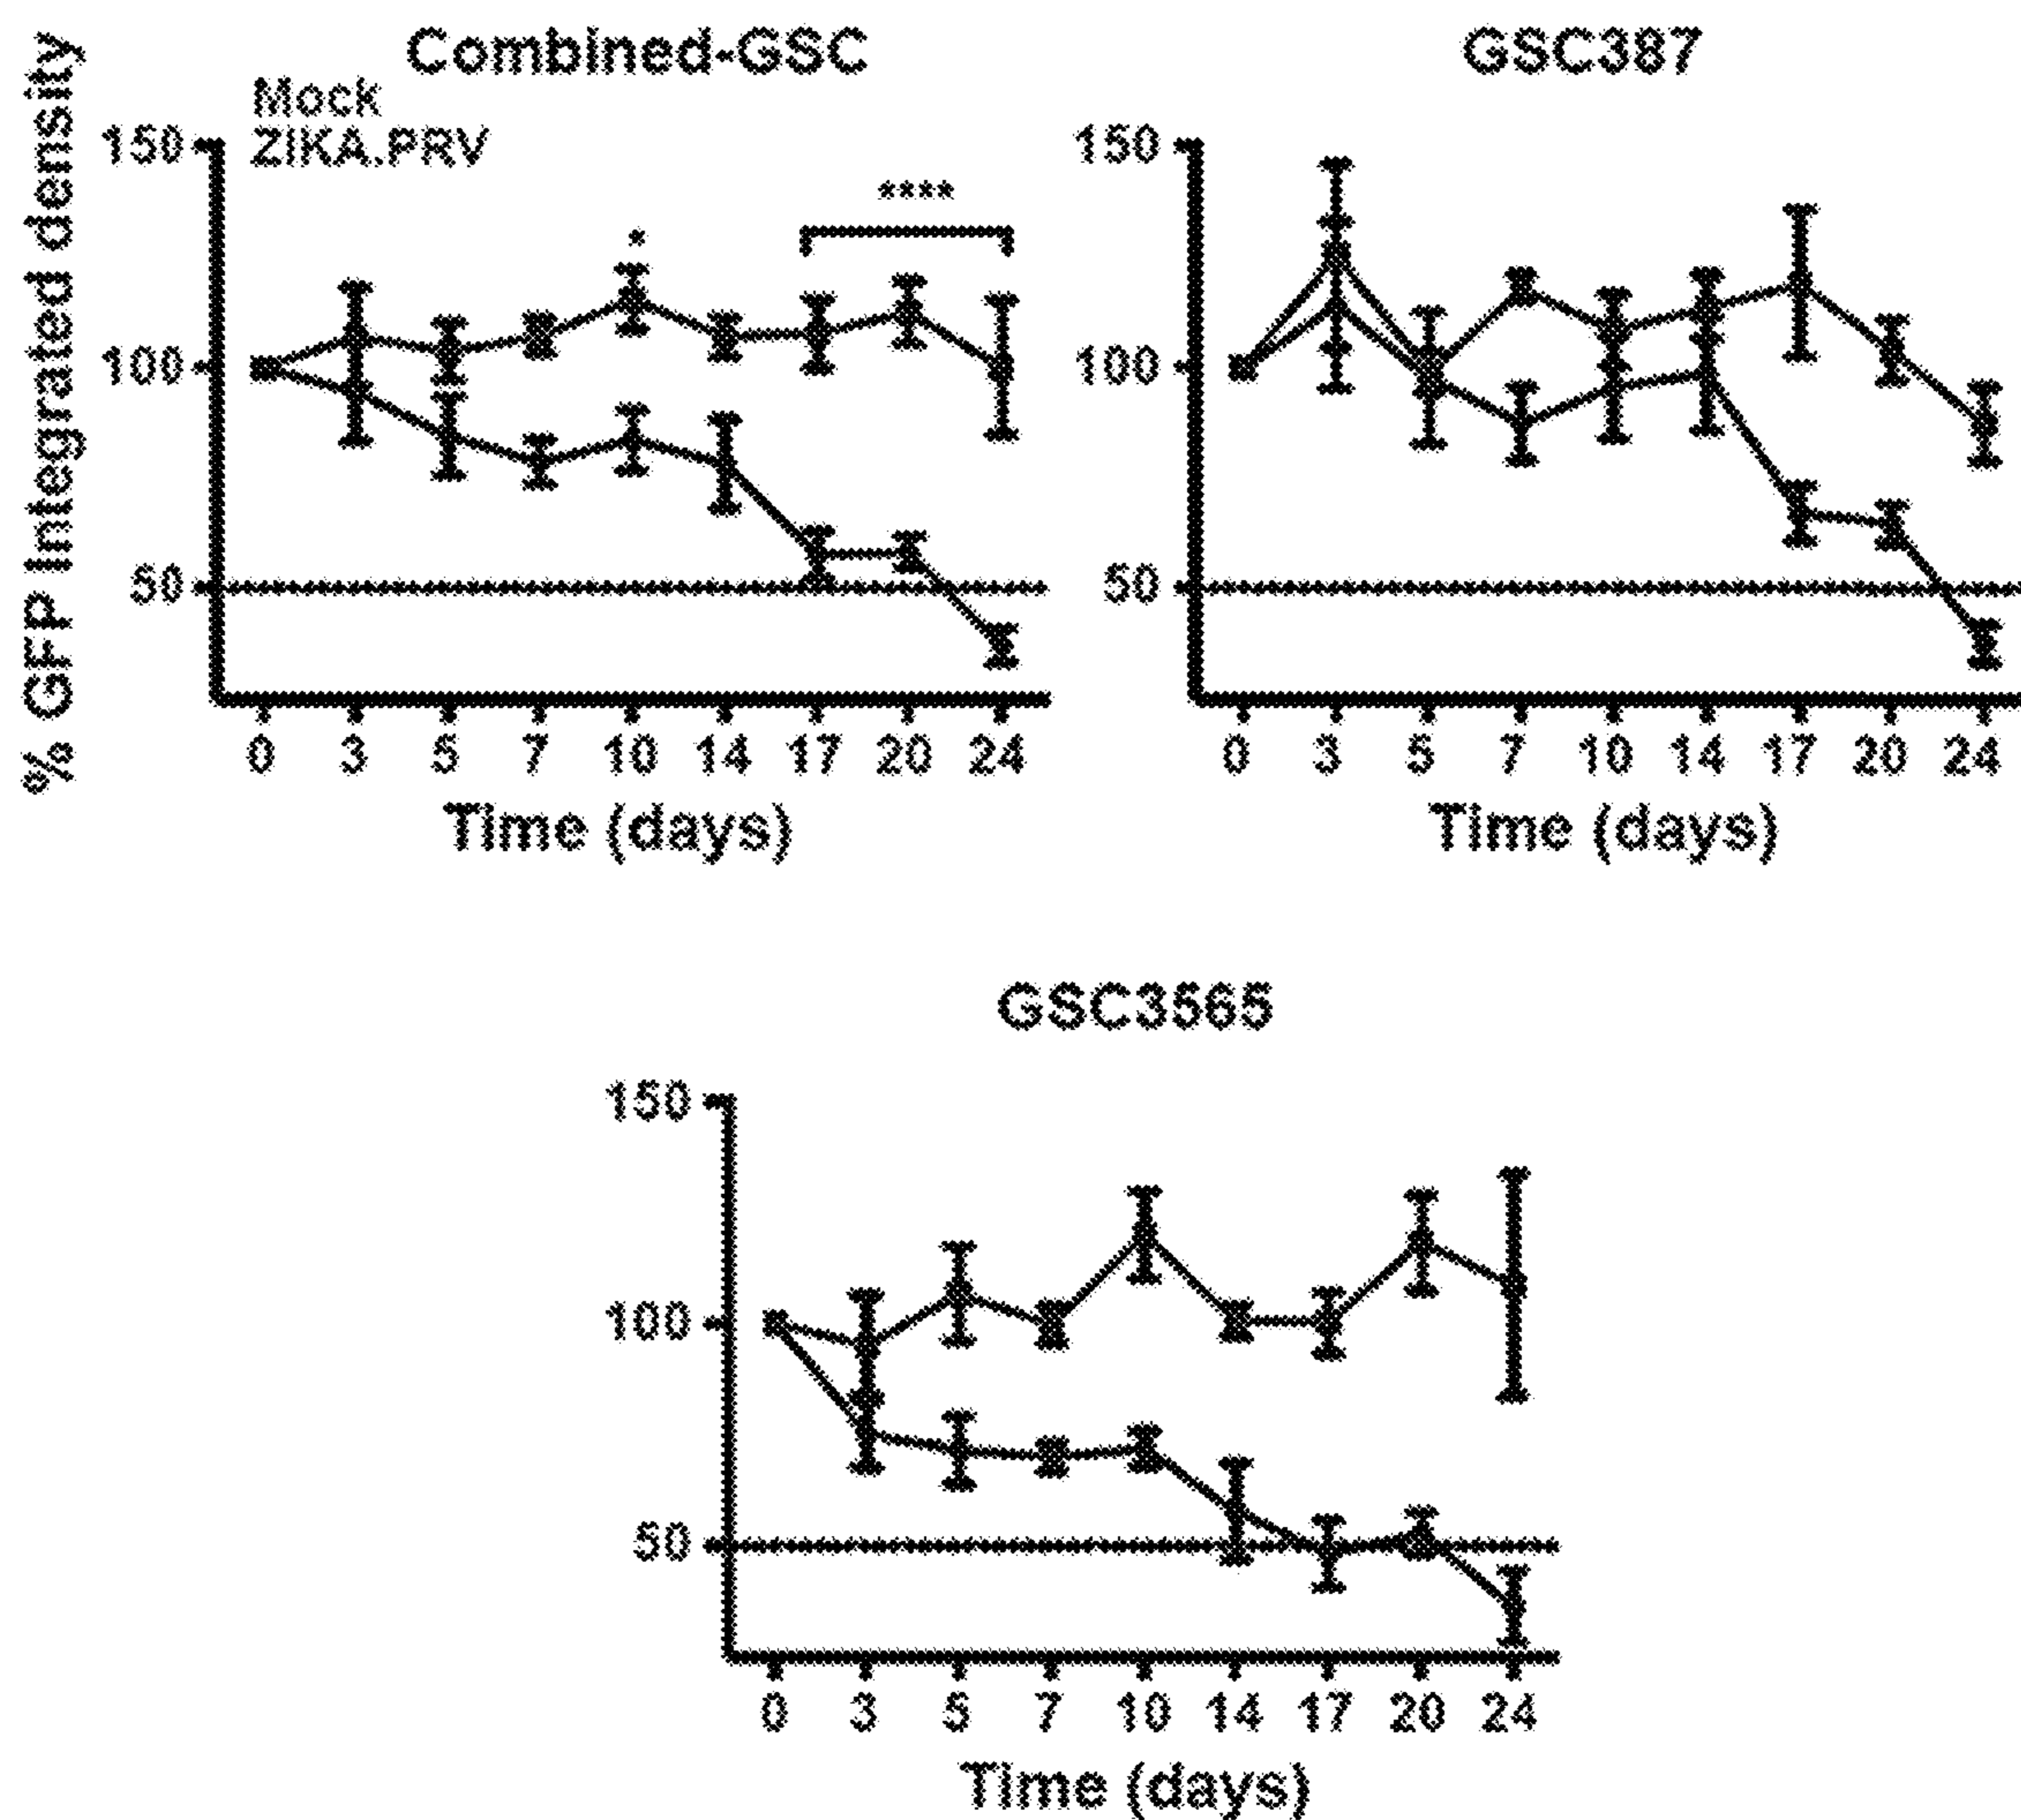 % GFP Integrated density
Combined-GSC
Mock
ZIKA.PRV
*
****
150
100
50
0 3 5 7 10 14 17 20 24
Time (days)
GSC387
150
100
50
0 3 5 7 10 14 17 20 24
Time (days)
GSC3565
150
100
50
0 3 5 7 10 14 17 20 24
Time (days)